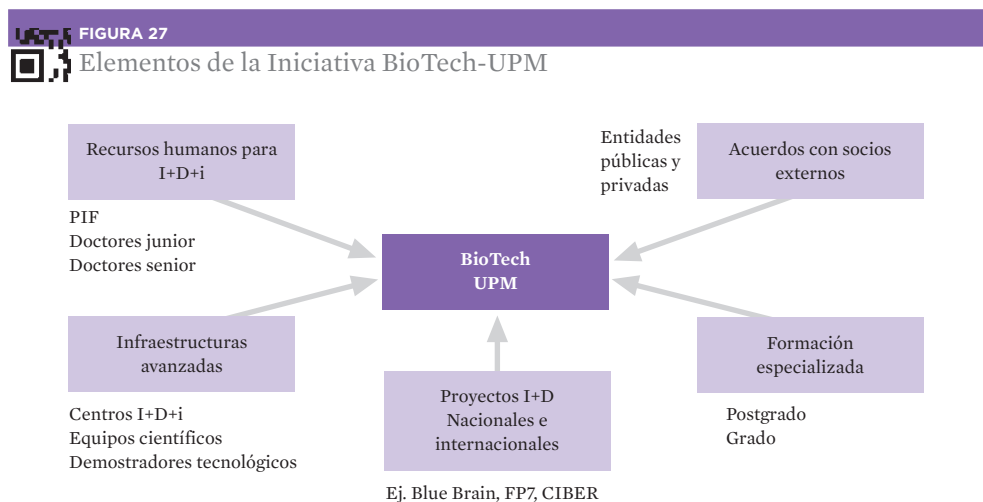 FIGURA 27
Elementos de la Iniciativa BioTech-UPM
Recursos humanos para
I+D+i
PIF
Doctores junior
Doctores senior
Entidades
públicas y
privadas
Acuerdos con socios
externos
BioTech
UPM
Infraestructuras
avanzadas
Centros I+D+i
Equipos científicos
Demostradores tecnológicos
Proyectos I+D
Nacionales e
internacionales
Ej. Blue Brain, FP7, CIBER
Formación
especializada
Postgrado
Grado